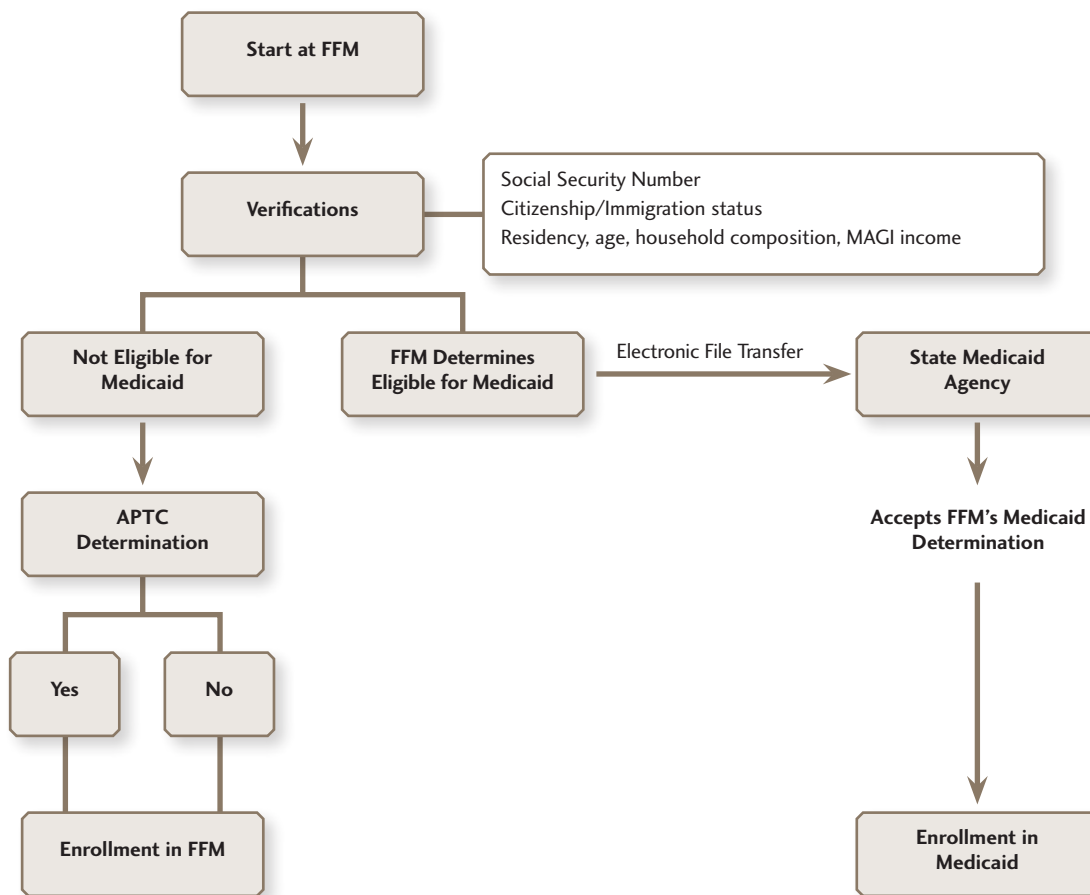 Start at FFM
Verifications
Social Security Number
Citizenship/Immigration status
Residency, age, household composition, MAGI income
Not Eligible for
Medicaid
FFM Determines
Eligible for Medicaid
Electronic File Transfer
State Medicaid
Agency
APTC
Determination
Accepts FFM’s Medicaid
Determination
Yes
No
Enrollment in FFM
Enrollment in
Medicaid